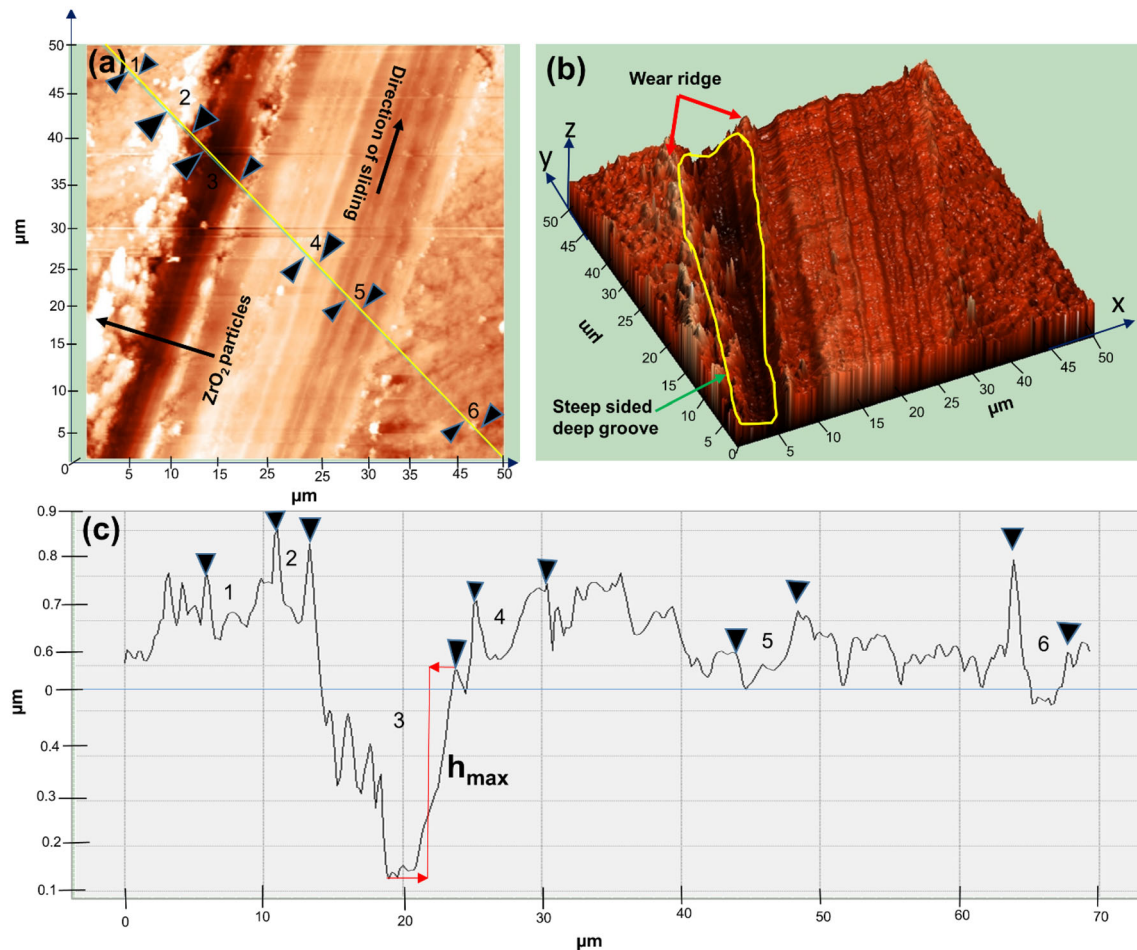 (a)
50
45
40
35
30
25
20
15
10
5
0
µm
1
2
3
4
5
6
Direction of sliding
ZrO₂ particles
5 10 15 25 30 35 40 45 50
µm
(b)
Wear ridge
Z
y
X
50
45
40
35
30
25
20
15
10
5
0
µm
5 10 15 20 25 30 40 45 50
µm
Steep sided
deep groove
(c)
0.9
0.8
0.7
0.6
0
0.4
0.3
0.2
0.1
µm
1
2
3
4
5
6
hmax
0 10 20 30 40 50 60 70
µm